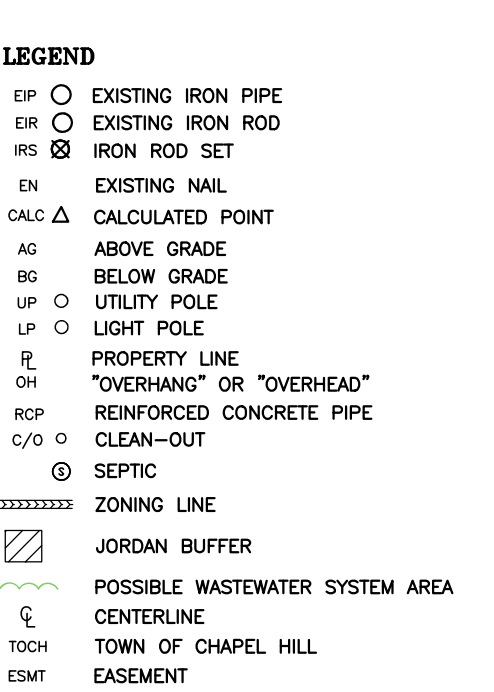 LEGEND
EIP EXISTING IRON PIPE
EIR EXISTING IRON ROD
IRS IRON ROD SET
EN EXISTING NAIL
CALC CALCULATED POINT
AG ABOVE GRADE
BG BELOW GRADE
UP UTILITY POLE
LP LIGHT POLE
PL PROPERTY LINE
OH "OVERHANG" OR "OVERHEAD"
RCP REINFORCED CONCRETE PIPE
C/O CLEAN-OUT
S SEPTIC
ZONING LINE
JORDAN BUFFER
POSSIBLE WASTEWATER SYSTEM AREA
CL CENTERLINE
TOCH TOWN OF CHAPEL HILL
ESMT EASEMENT